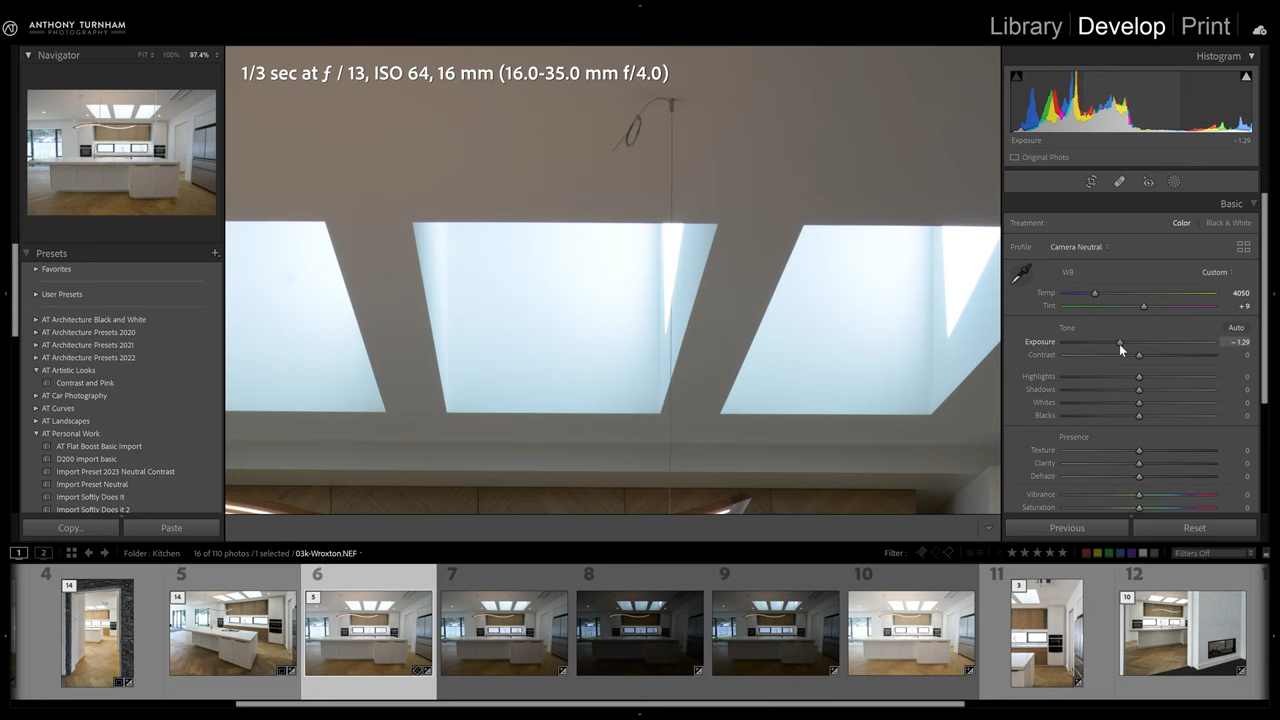 AT ANTHONY TURNHAM
PHOTOGRAPHY
Library | Develop | Print
Navigator FIT 100% 97.4%
1/3 sec at ƒ / 13, ISO 64, 16 mm (16.0-35.0 mm f/4.0)
Histogram
Exposure - 1.29
Original Photo
Basic
Treatment : Color Black & White
Profile : Camera Neutral
WB : Custom
Temp 4050
Tint + 9
Tone Auto
Exposure - 1.29
Contrast 0
Highlights 0
Shadows 0
Whites 0
Blacks 0
Presence
Texture 0
Clarity 0
Dehaze 0
Vibrance 0
Saturation 0
Previous Reset
Presets +
Favorites
User Presets
AT Architecture Black and White
AT Architecture Presets 2020
AT Architecture Presets 2021
AT Architecture Presets 2022
AT Artistic Looks
Contrast and Pink
AT Car Photography
AT Curves
AT Landscapes
AT Personal Work
AT Flat Boost Basic Import
D200 import basic
Import Preset 2023 Neutral Contrast
Import Preset Neutral
Import Softly Does It
Import Softly Does it 2
Copy... Paste
1 2 Folder : Kitchen 16 of 110 photos / 1 selected / 03k-Wroxton.NEF
Filter : Filters Off
4 5 6 7 8 9 10 11 12
14 14 5 3 10